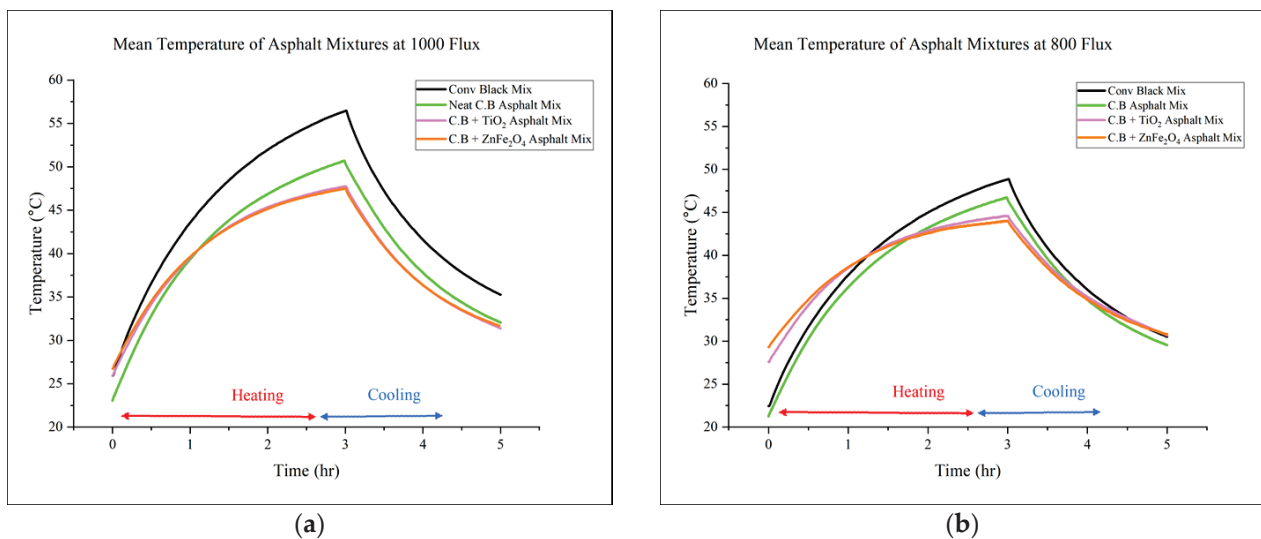 Mean Temperature of Asphalt Mixtures at 1000 Flux
60
55
50
45
40
35
30
25
20
Temperature (°C)
Conv Black Mix
Neat C.B Asphalt Mix
C.B + TiO₂ Asphalt Mix
C.B + ZnFe₂O₄ Asphalt Mix
Heating
Cooling
0 1 2 3 4 5
Time (hr)
(a)
Mean Temperature of Asphalt Mixtures at 800 Flux
60
55
50
45
40
35
30
25
20
Temperature (°C)
Conv Black Mix
C.B Asphalt Mix
C.B + TiO₂ Asphalt Mix
C.B + ZnFe₂O₄ Asphalt Mix
Heating
Cooling
0 1 2 3 4 5
Time (hr)
(b)